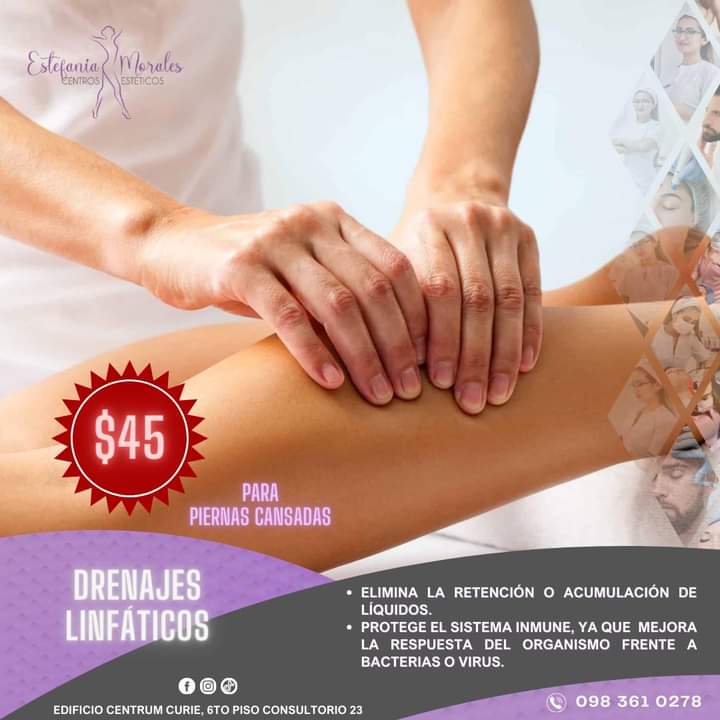 Estefania Morales
CENTROS ESTÉTICOS
$45
PARA
PIERNAS CANSADAS
DRENAJES
LINFÁTICOS
• ELIMINA LA RETENCIÓN O ACUMULACIÓN DE
LÍQUIDOS.
• PROTEGE EL SISTEMA INMUNE, YA QUE MEJORA
LA RESPUESTA DEL ORGANISMO FRENTE A
BACTERIAS O VIRUS.
EDIFICIO CENTRUM CURIE, 6TO PISO CONSULTORIO 23
098 361 0278